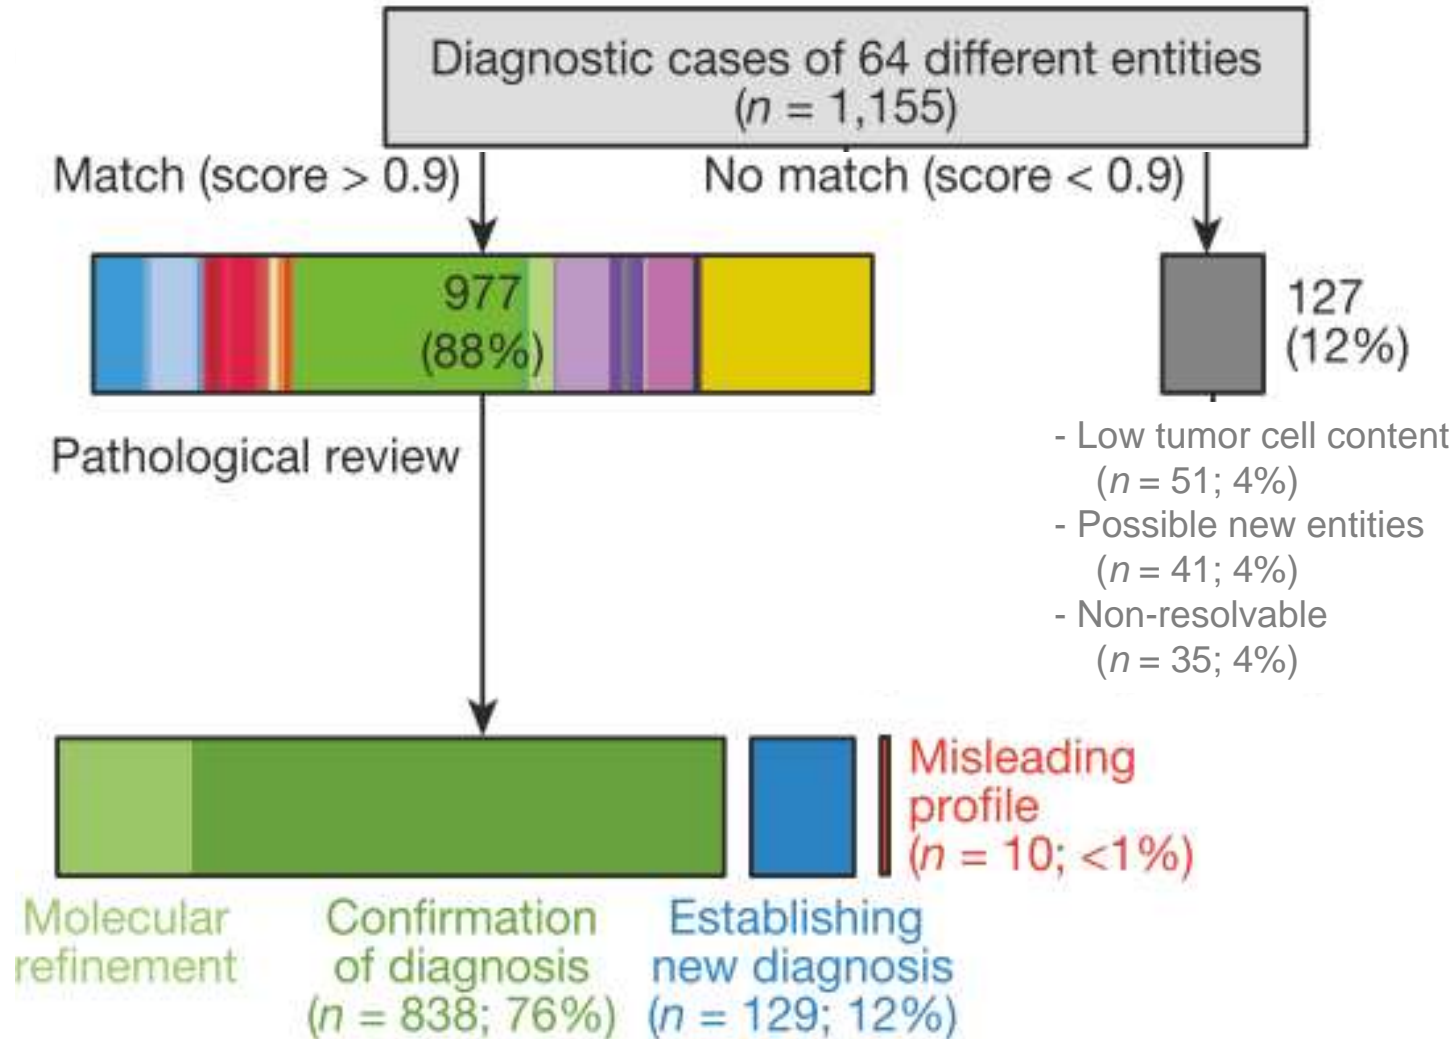 Diagnostic cases of 64 different entities
(n = 1,155)
Match (score > 0.9)
No match (score < 0.9)
977
(88%)
127
(12%)
Pathological review
- Low tumor cell content
(n = 51; 4%)
- Possible new entities
(n = 41; 4%)
- Non-resolvable
(n = 35; 4%)
Misleading
profile
(n = 10; <1%)
Molecular
refinement
Confirmation
of diagnosis
(n = 838; 76%)
Establishing
new diagnosis
(n = 129; 12%)